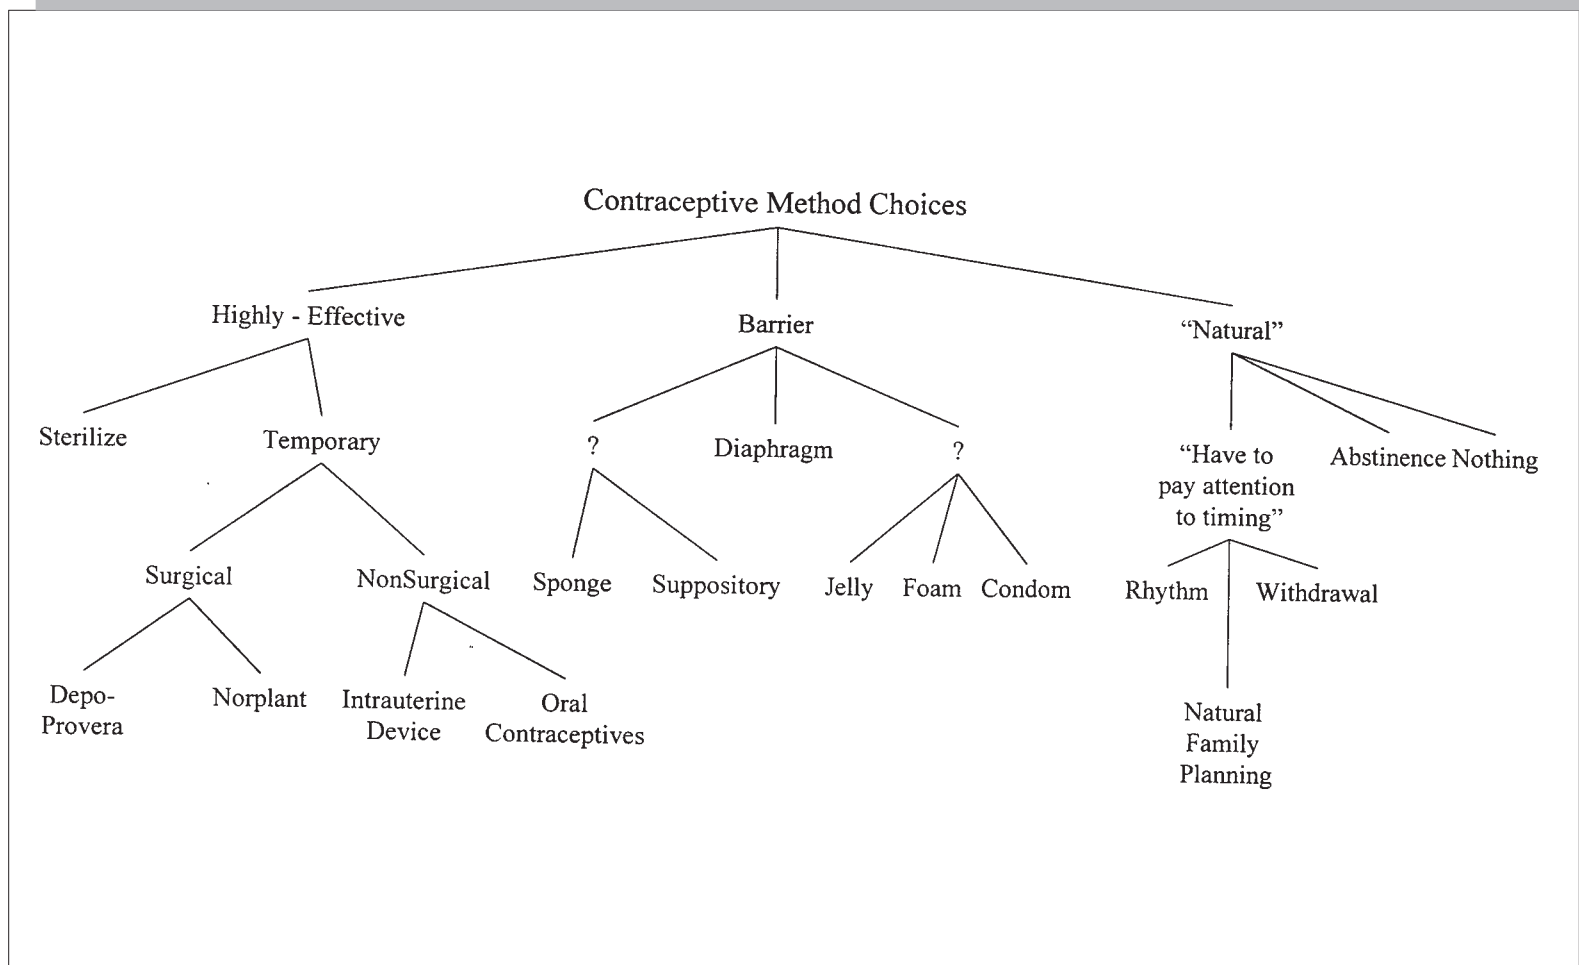 Contraceptive Method Choices
Highly - Effective
Barrier
“Natural”
Sterilize
Temporary
?
Diaphragm
?
“Have to
pay attention
to timing”
Abstinence
Nothing
Surgical
NonSurgical
Sponge
Suppository
Jelly
Foam
Condom
Rhythm
Withdrawal
Depo-
Provera
Norplant
Intrauterine
Device
Oral
Contraceptives
Natural
Family
Planning